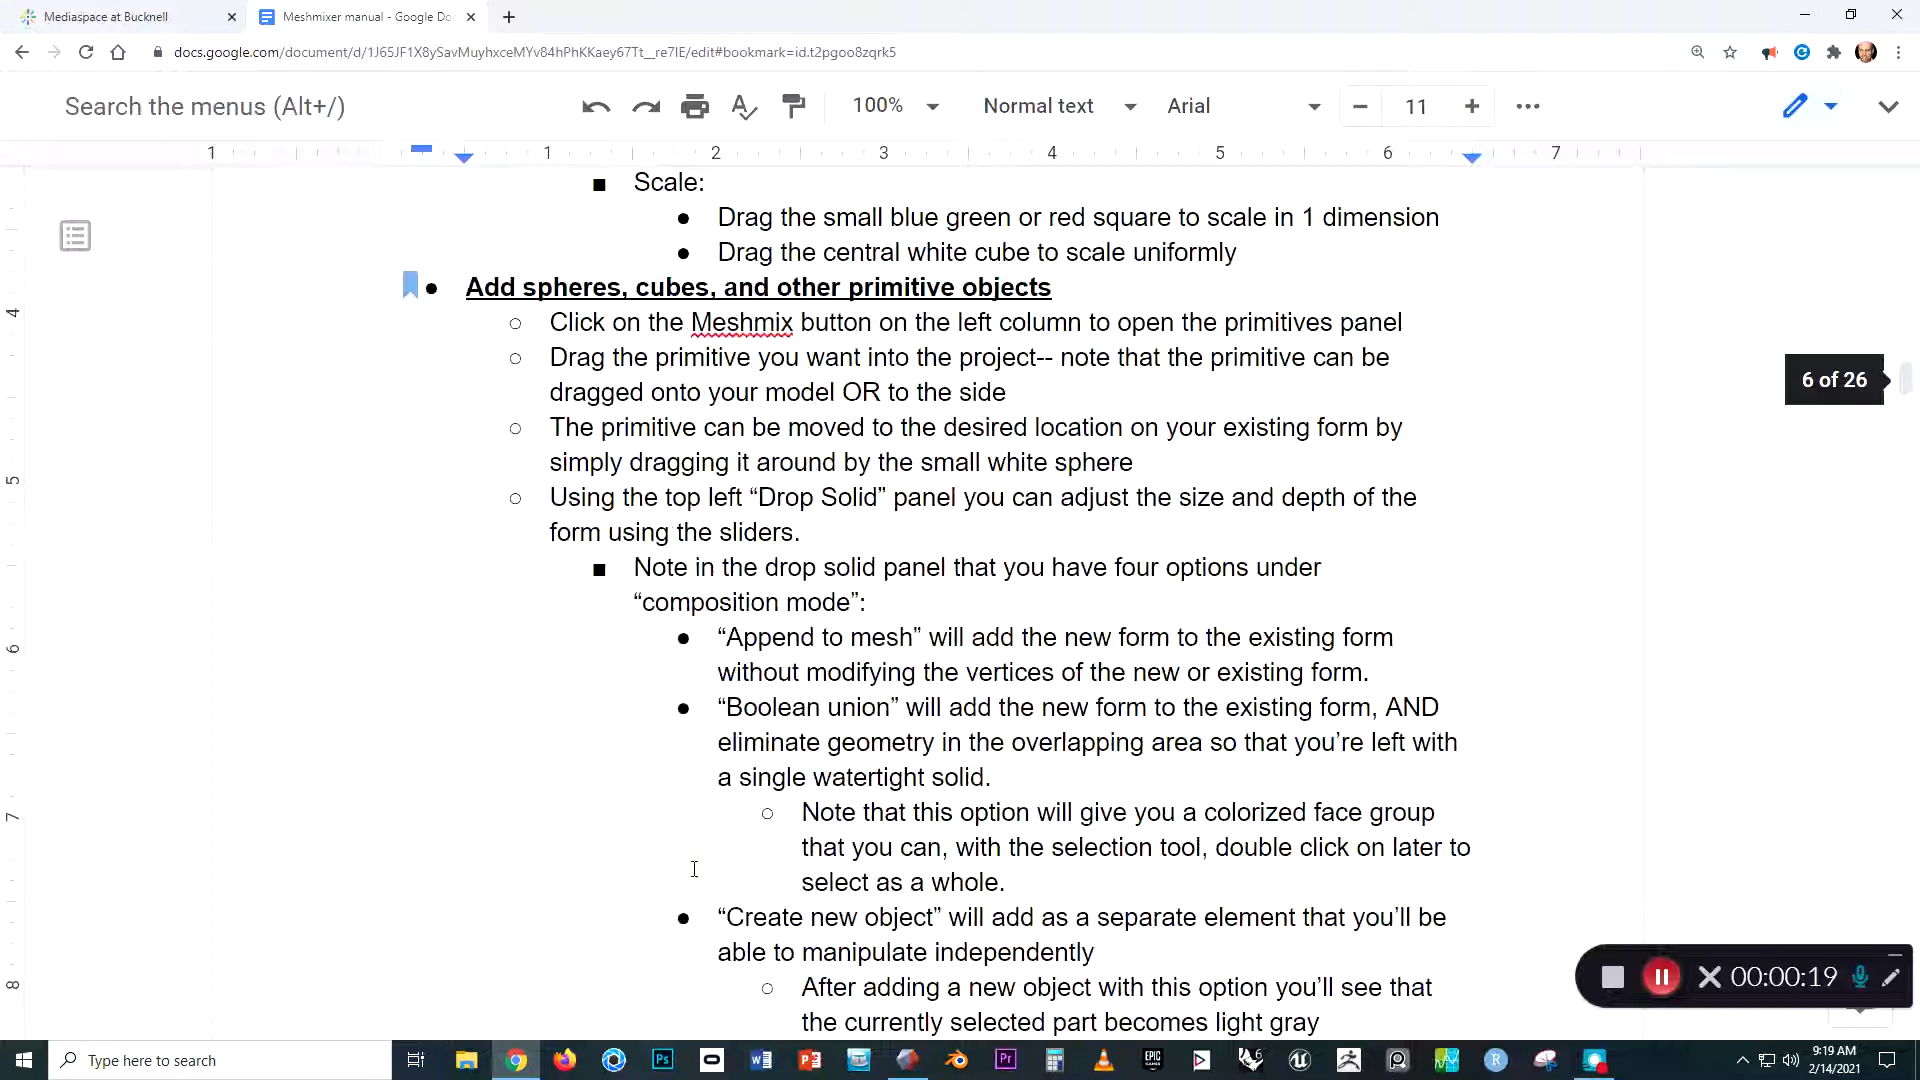 Mediaspace at Bucknell
Meshmixer manual - Google Do
docs.google.com/document/d/1J65JF1X8ySavMuyhxceMYv84hPhKKaey67Tt__re7IE/edit#bookmark=id.t2pgoo8zqrk5
Search the menus (Alt+/)
100%
Normal text
Arial
11
1 1 2 3 4 5 6 7
■ Scale:
● Drag the small blue green or red square to scale in 1 dimension
● Drag the central white cube to scale uniformly
● Add spheres, cubes, and other primitive objects
○ Click on the Meshmix button on the left column to open the primitives panel
○ Drag the primitive you want into the project-- note that the primitive can be
dragged onto your model OR to the side
○ The primitive can be moved to the desired location on your existing form by
simply dragging it around by the small white sphere
○ Using the top left “Drop Solid” panel you can adjust the size and depth of the
form using the sliders.
■ Note in the drop solid panel that you have four options under
“composition mode”:
● “Append to mesh” will add the new form to the existing form
without modifying the vertices of the new or existing form.
● “Boolean union” will add the new form to the existing form, AND
eliminate geometry in the overlapping area so that you’re left with
a single watertight solid.
○ Note that this option will give you a colorized face group
that you can, with the selection tool, double click on later to
select as a whole.
● “Create new object” will add as a separate element that you’ll be
able to manipulate independently
○ After adding a new object with this option you’ll see that
the currently selected part becomes light gray
4
5
6
7
8
6 of 26
00:00:19
Type here to search
9:19 AM
2/14/2021